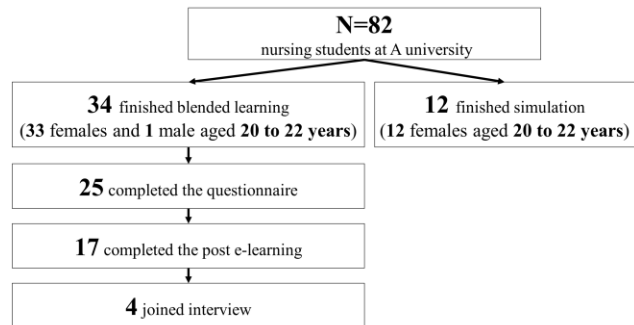 N=82
nursing students at A university
34 finished blended learning
(33 females and 1 male aged 20 to 22 years)
12 finished simulation
(12 females aged 20 to 22 years)
25 completed the questionnaire
17 completed the post e-learning
4 joined interview